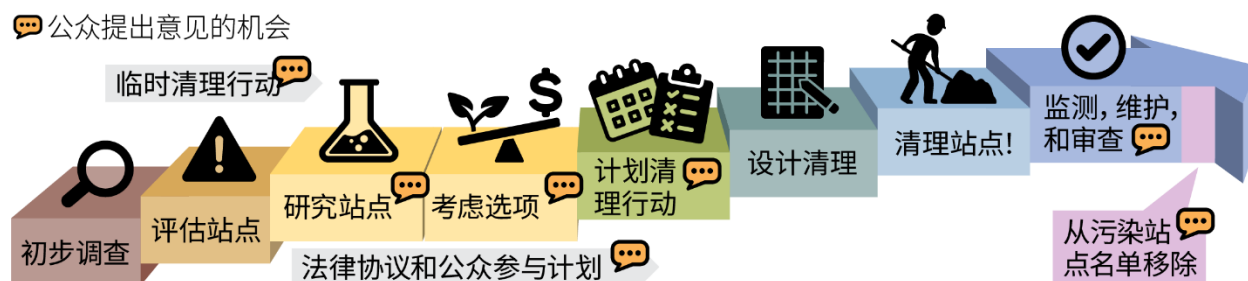 公众提出意见的机会
临时清理行动
初步调查
评估站点
研究站点
考虑选项
法律协议和公众参与计划
计划清
理行动
设计清理
清理站点!
监测, 维护,
和审查
从污染站
点名单移除